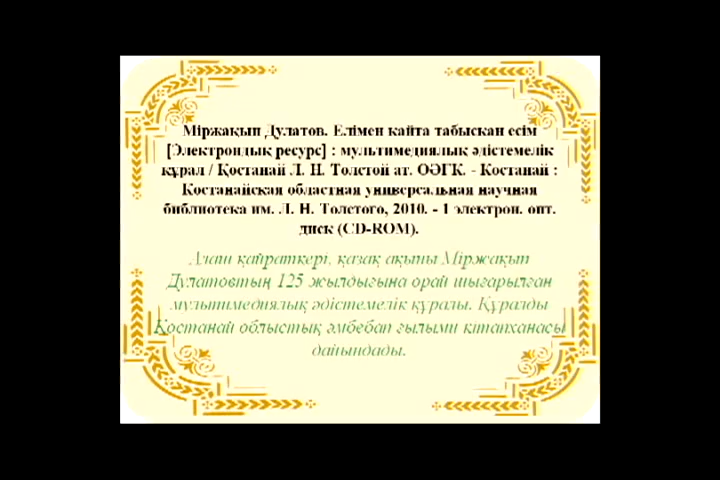 Міржақып Дулатов. Елімен қайта табысқан есім
[Электрондық ресурс] : мультимедиялық әдістемелік
құрал / Қостанай Л. Н. Толстой ат. ОӘҒК. - Костанай :
Костанайская областная универсальная научная
библиотека им. Л. Н. Толстого, 2010. - 1 электрон. опт.
диск (CD-ROM).
Алаш қайраткері, қазақ ақыны Міржақып
Дулатовтың 125 жылдығына орай шығарылған
мультимедиялық әдістемелік құралы. Құралды
Қостанай облыстық әмбебап ғылыми кітапханасы
дайындады.